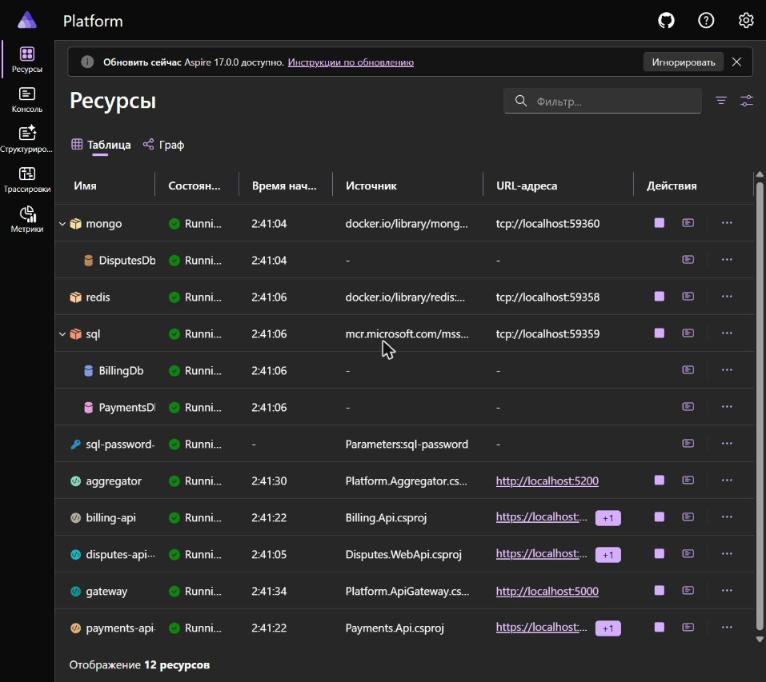 Platform
Ресурсы
Консоль
Структуриро...
Трассировки
Метрики
Обновить сейчас Aspire 17.0.0 доступно. Инструкции по обновлению Игнорировать
Ресурсы
Фильтр...
Таблица Граф
Имя Состоян... Время нач... Источник URL-адреса Действия
mongo Runni... 2:41:04 docker.io/library/mong... tcp://localhost:59360
DisputesDb Runni... 2:41:04 - -
redis Runni... 2:41:06 docker.io/library/redis:... tcp://localhost:59358
sql Runni... 2:41:06 mcr.microsoft.com/mss... tcp://localhost:59359
BillingDb Runni... 2:41:06 - -
PaymentsD Runni... 2:41:06 - -
sql-password- Runni... - Parameters:sql-password -
aggregator Runni... 2:41:30 Platform.Aggregator.cs... http://localhost:5200
billing-api Runni... 2:41:22 Billing.Api.csproj https://localhost:... +1
disputes-api-- Runni... 2:41:05 Disputes.WebApi.csproj https://localhost:... +1
gateway Runni... 2:41:34 Platform.ApiGateway.cs... http://localhost:5000
payments-api- Runni... 2:41:22 Payments.Api.csproj https://localhost:... +1
Отображение 12 ресурсов